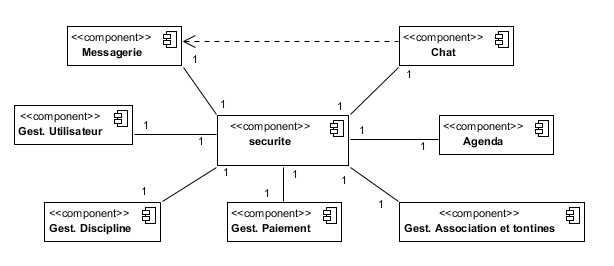 <<component>>
Messagerie
<<component>>
Chat
1
1
1
1
<<component>>
Gest. Utilisateur
1
1
<<component>>
securite
1
1
<<component>>
Agenda
1
1
1
1
1
1
<<component>>
Gest. Discipline
<<component>>
Gest. Paiement
<<component>>
Gest. Association et tontines